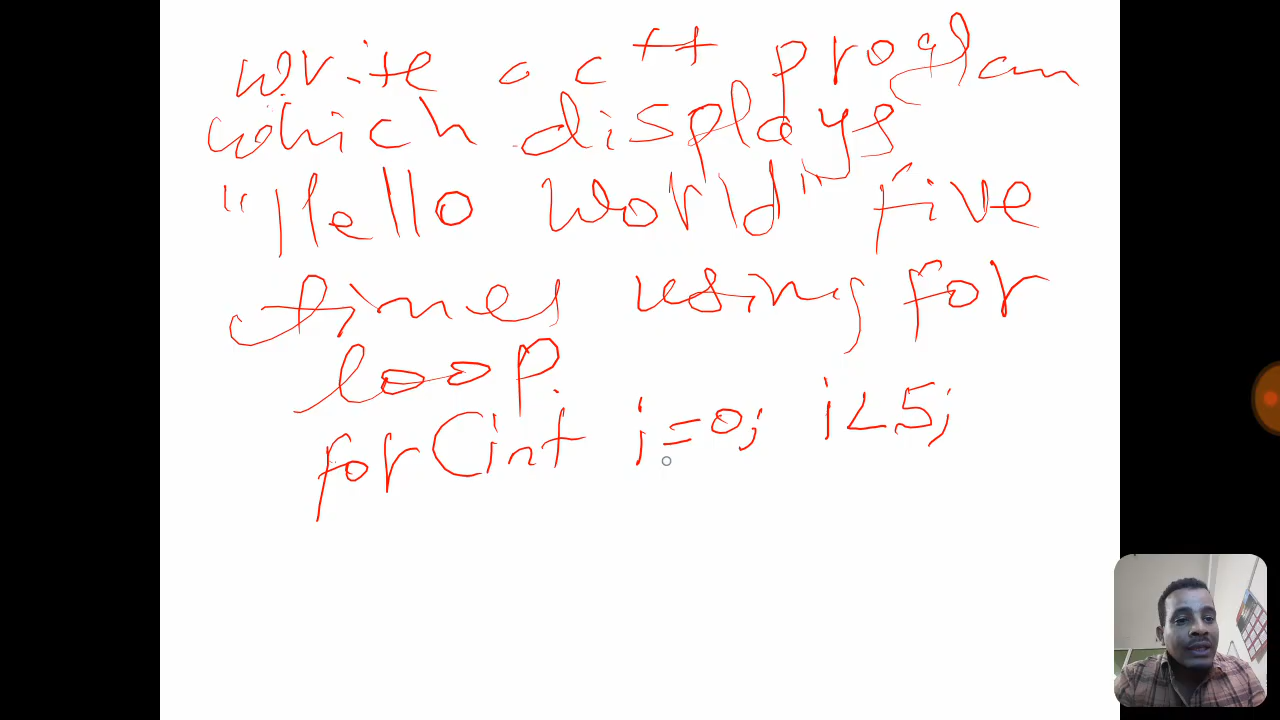 write a c++ program
which displays
"Hello World" five
times using for
loop.
for(int i=0; i<5;